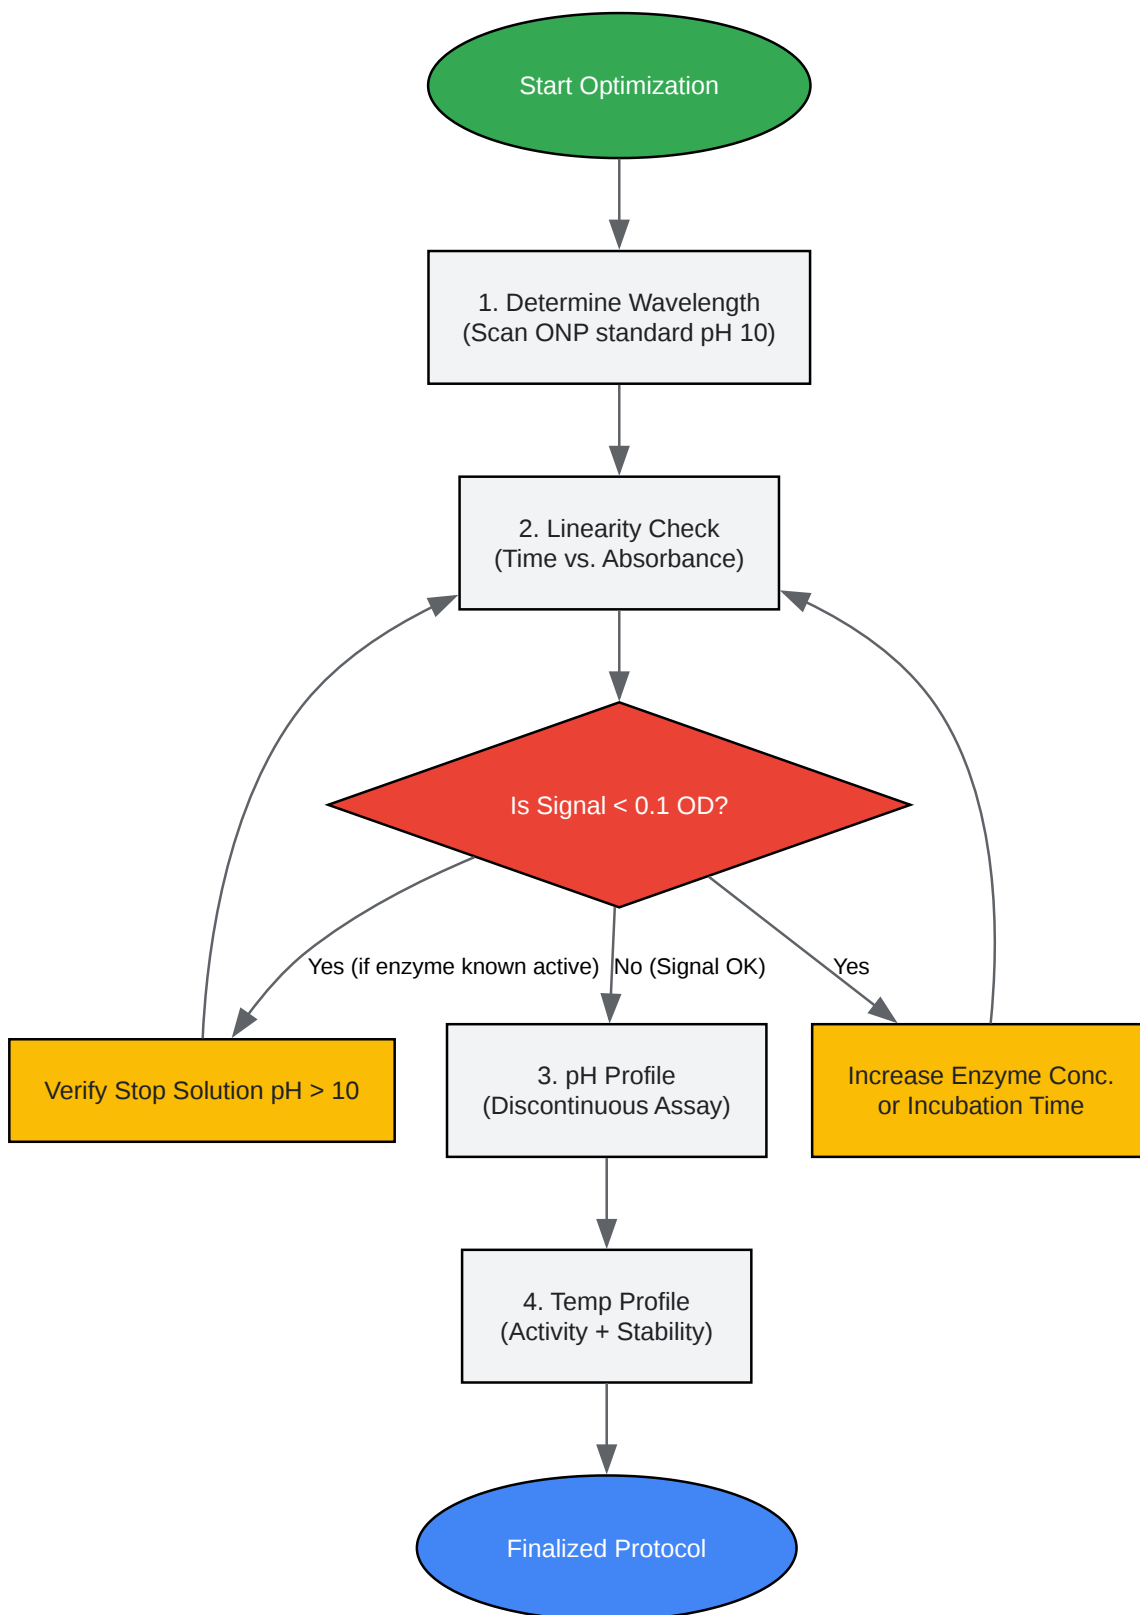 Start Optimization
1. Determine Wavelength
(Scan ONP standard pH 10)
2. Linearity Check
(Time vs. Absorbance)
Is Signal < 0.1 OD?
Yes (if enzyme known active)
No (Signal OK)
Yes
Verify Stop Solution pH > 10
3. pH Profile
(Discontinuous Assay)
Increase Enzyme Conc.
or Incubation Time
4. Temp Profile
(Activity + Stability)
Finalized Protocol